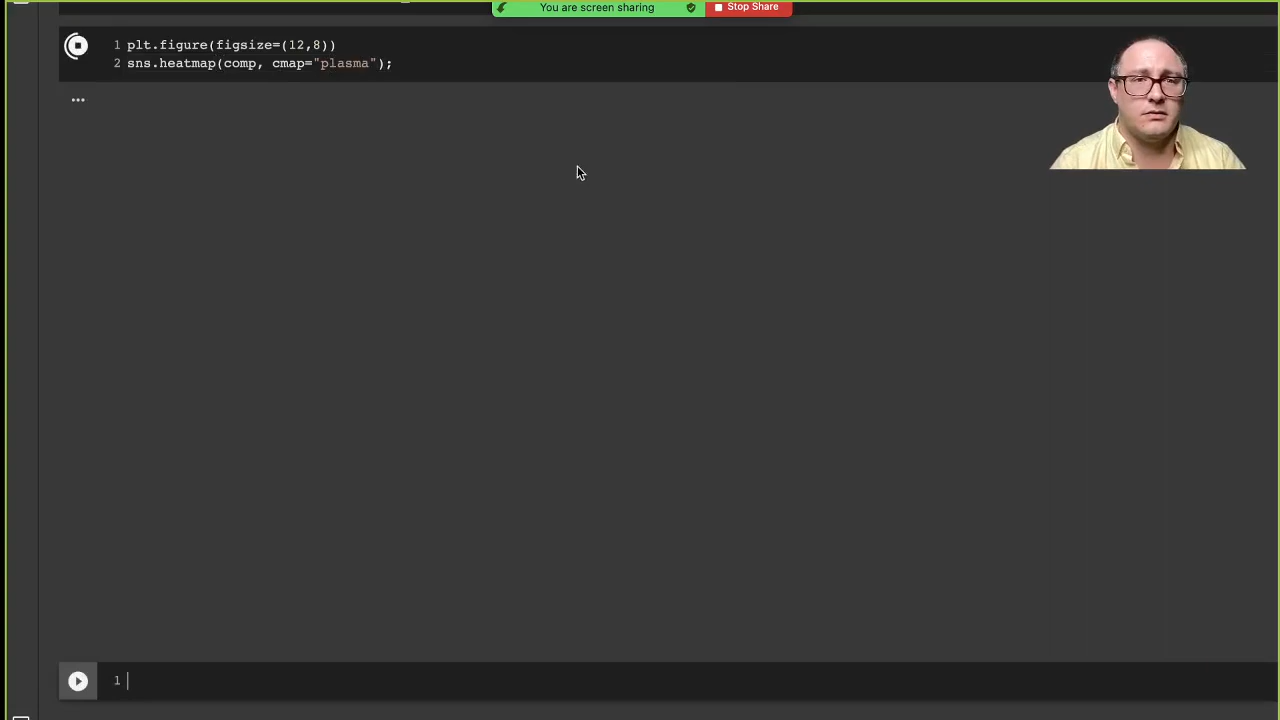 You are screen sharing
Stop Share
1 plt.figure(figsize=(12,8))
2 sns.heatmap(comp, cmap="plasma");
...
1